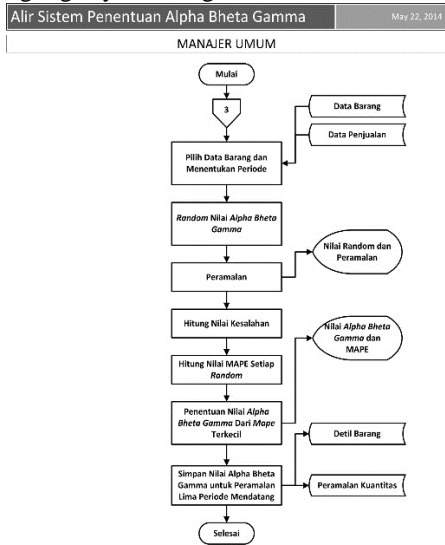 Alir Sistem Penentuan Alpha Bheta Gamma
May 22, 2014
MANAJER UMUM
Mulai
3
Data Barang
Data Penjualan
Pilih Data Barang dan
Menentukan Periode
Random Nilai Alpha Bheta
Gamma
Nilai Random dan
Peramalan
Peramalan
Hitung Nilai Kesalahan
Nilai Alpha Bheta
Gamma dan
MAPE
Hitung Nilai MAPE Setiap
Random
Penentuan Nilai Alpha
Bheta Gamma Dari Mape
Terkecil
Detil Barang
Simpan Nilai Alpha Bheta
Gamma untuk Peramalan
Lima Periode Mendatang
Peramalan Kuantitas
Selesai